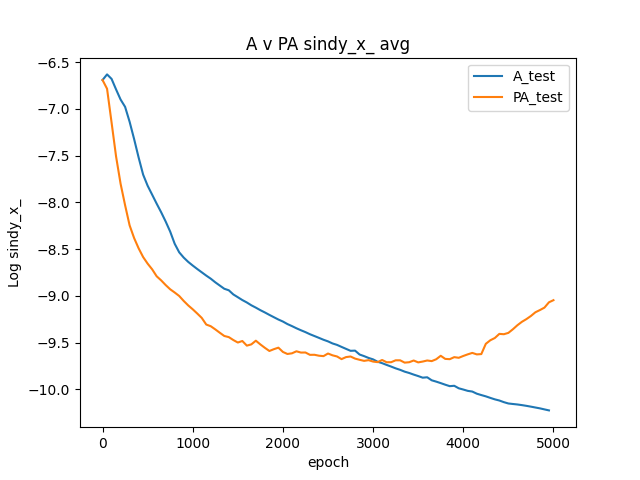 A v PA sindy_x_ avg
A_test
PA_test
−6.5
−7.0
−7.5
−8.0
−8.5
−9.0
−9.5
−10.0
Log sindy_x_
0
1000
2000
3000
4000
5000
epoch